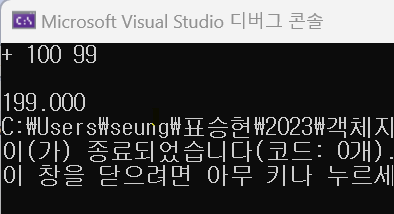 Microsoft Visual Studio 디버그 콘솔
+ 100 99
199.000
C:\Users\seung\표승현\2023\객체지
이(가) 종료되었습니다(코드: 0개).
이 창을 닫으려면 아무 키나 누르세